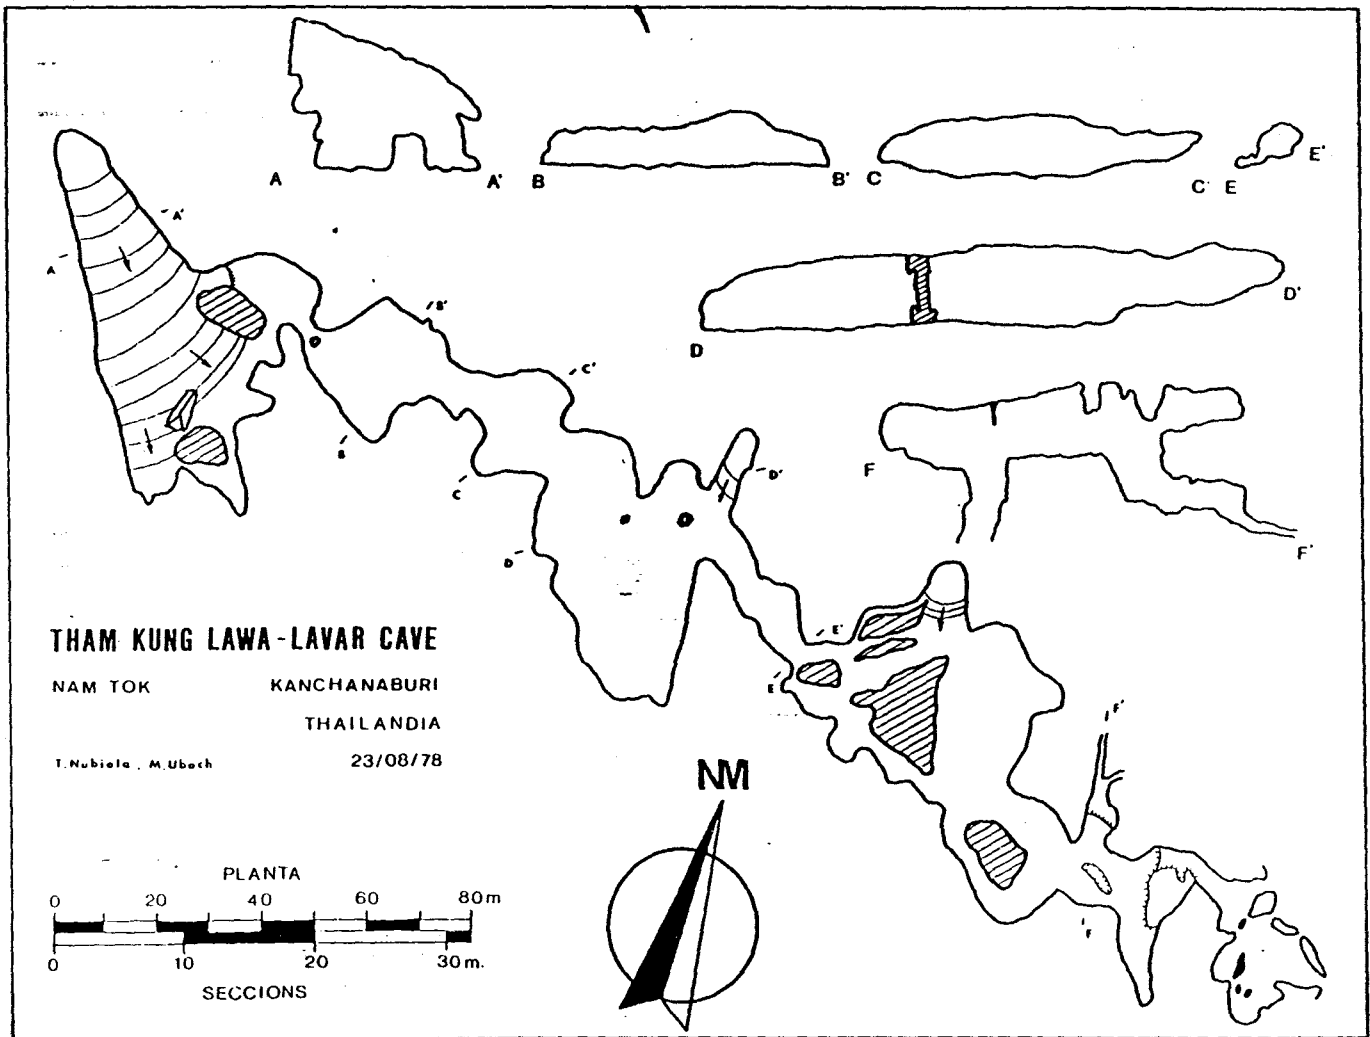 A
A'
B
B'
C
C'
E
E'
A'
A
B'
B
C'
C
D
D'
D'
D
F
F'
E'
E
F'
F
THAM KUNG LAWA-LAVAR CAVE
NAM TOK KANCHANABURI
THAILANDIA
T.Nubiola . M.Ubach 23/08/78
NM
PLANTA
0 20 40 60 80m
0 10 20 30m.
SECCIONS